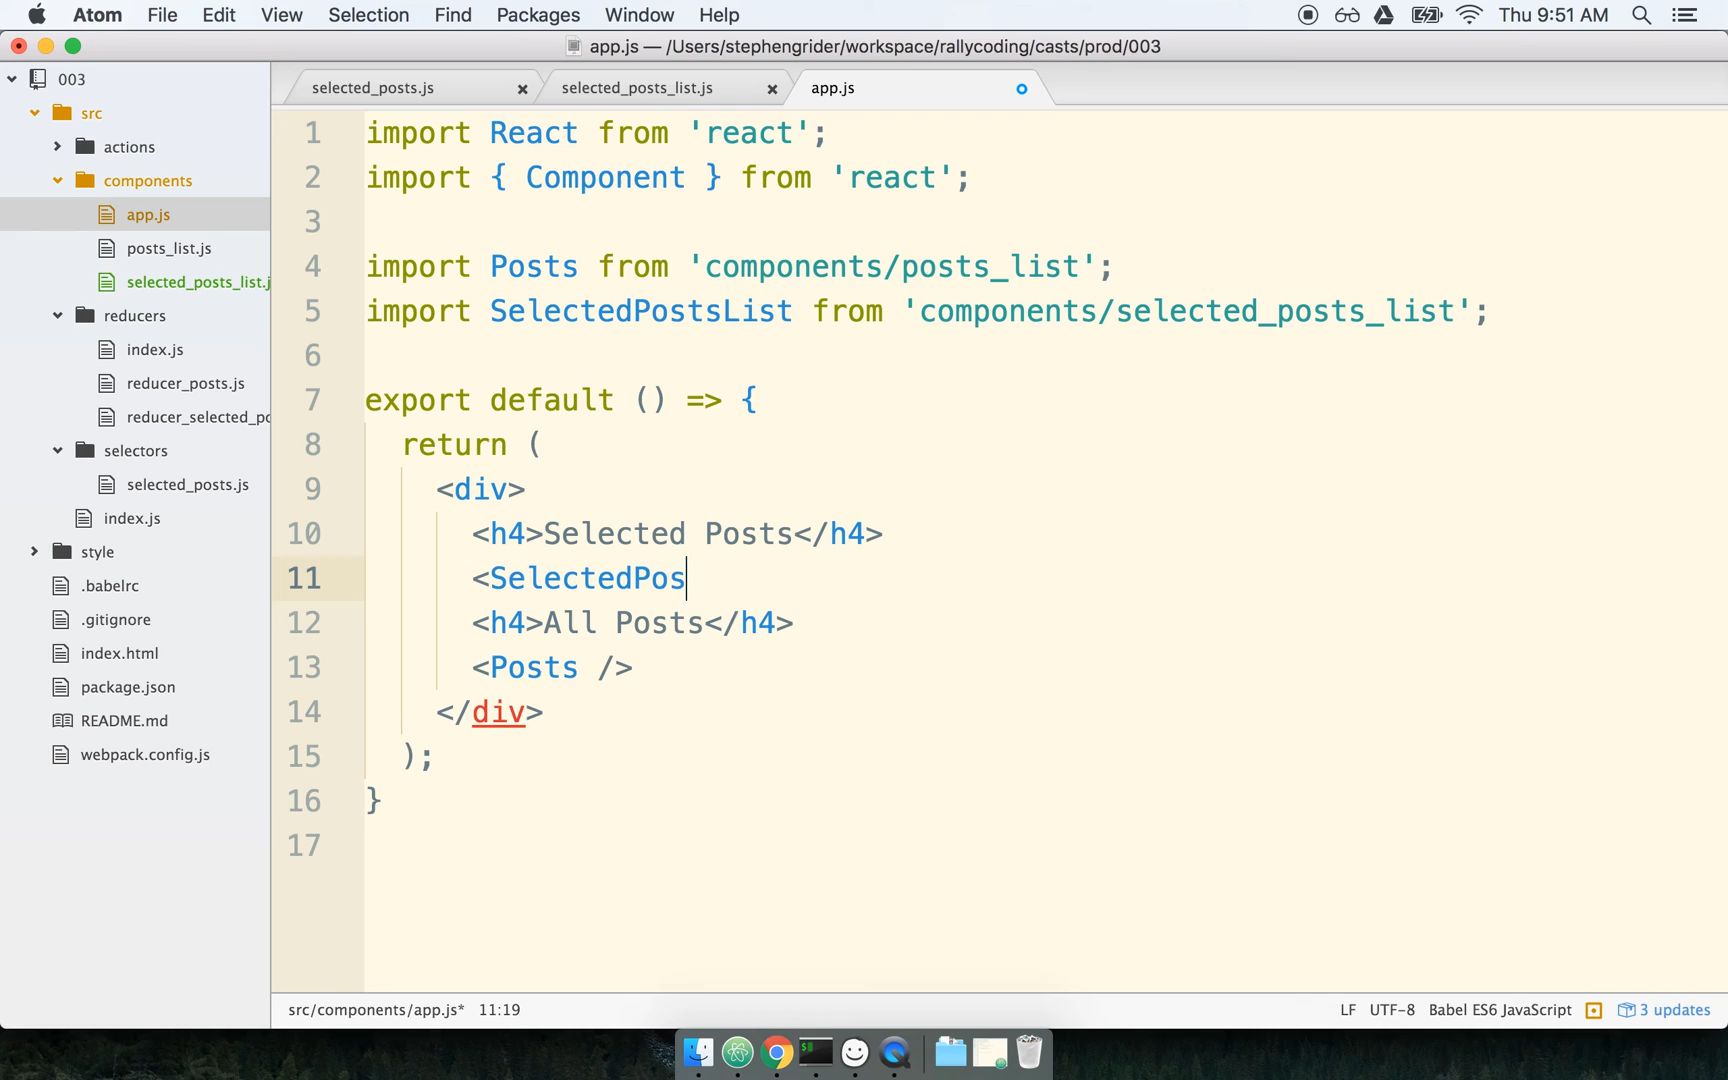 Atom File Edit View Selection Find Packages Window Help Thu 9:51 AM
app.js — /Users/stephengrider/workspace/rallycoding/casts/prod/003
003
src
actions
components
app.js
posts_list.js
selected_posts_list.j
reducers
index.js
reducer_posts.js
reducer_selected_po
selectors
selected_posts.js
index.js
style
.babelrc
.gitignore
index.html
package.json
README.md
webpack.config.js
selected_posts.js selected_posts_list.js app.js
1 import React from 'react';
2 import { Component } from 'react';
3
4 import Posts from 'components/posts_list';
5 import SelectedPostsList from 'components/selected_posts_list';
6
7 export default () => {
8 return (
9 <div>
10 <h4>Selected Posts</h4>
11 <SelectedPos
12 <h4>All Posts</h4>
13 <Posts />
14 </div>
15 );
16 }
17
src/components/app.js* 11:19 LF UTF-8 Babel ES6 JavaScript 3 updates